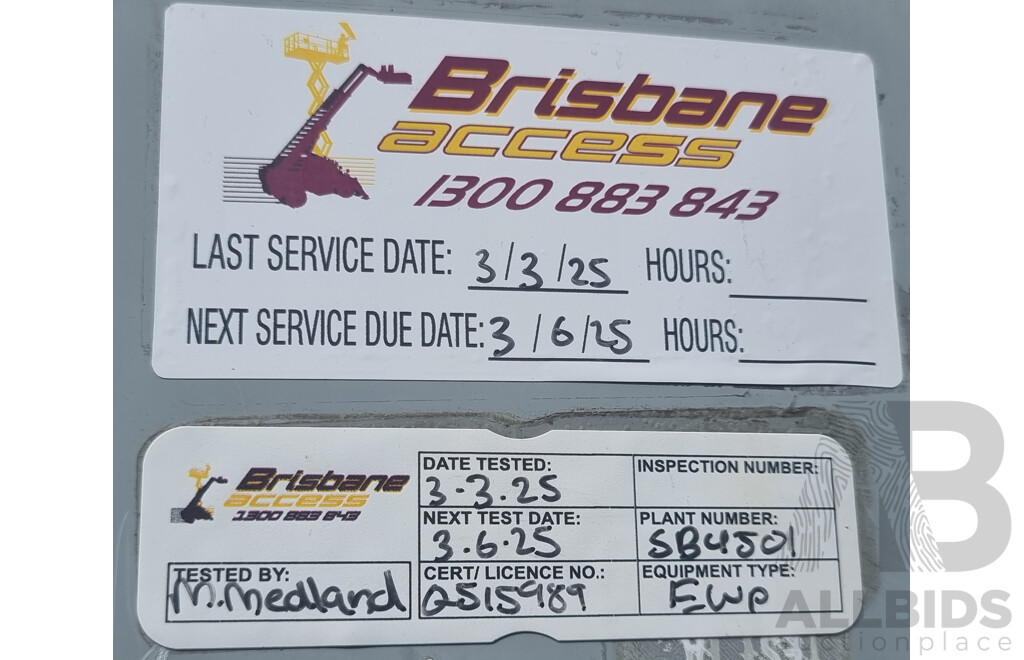 Brisbane
access
1300 883 843
LAST SERVICE DATE: 3/3/25 HOURS:
NEXT SERVICE DUE DATE: 3/6/25 HOURS:
Brisbane
access
1300 883 843
TESTED BY:
M.Medland
DATE TESTED:
3.3.25
NEXT TEST DATE:
3.6.25
CERT/ LICENCE NO.:
INSPECTION NUMBER:
PLANT NUMBER:
EQUIPMENT TYPE:
EWP
B
ALLBIDS
auctionplace